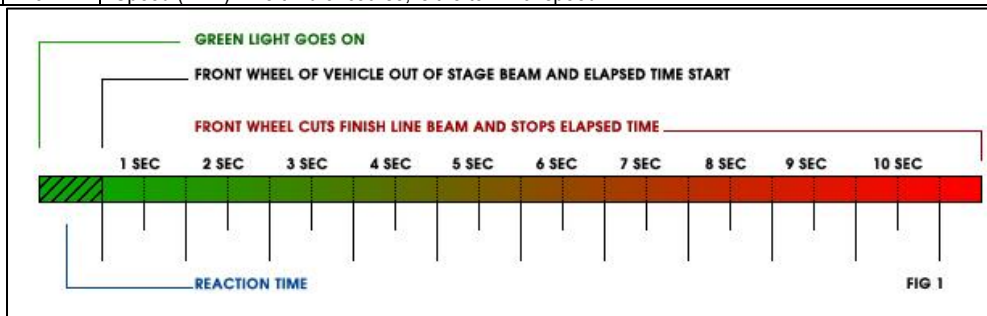 GREEN LIGHT GOES ON
FRONT WHEEL OF VEHICLE OUT OF STAGE BEAM AND ELAPSED TIME START
FRONT WHEEL CUTS FINISH LINE BEAM AND STOPS ELAPSED TIME
1 SEC 2 SEC 3 SEC 4 SEC 5 SEC 6 SEC 7 SEC 8 SEC 9 SEC 10 SEC
REACTION TIME
FIG 1